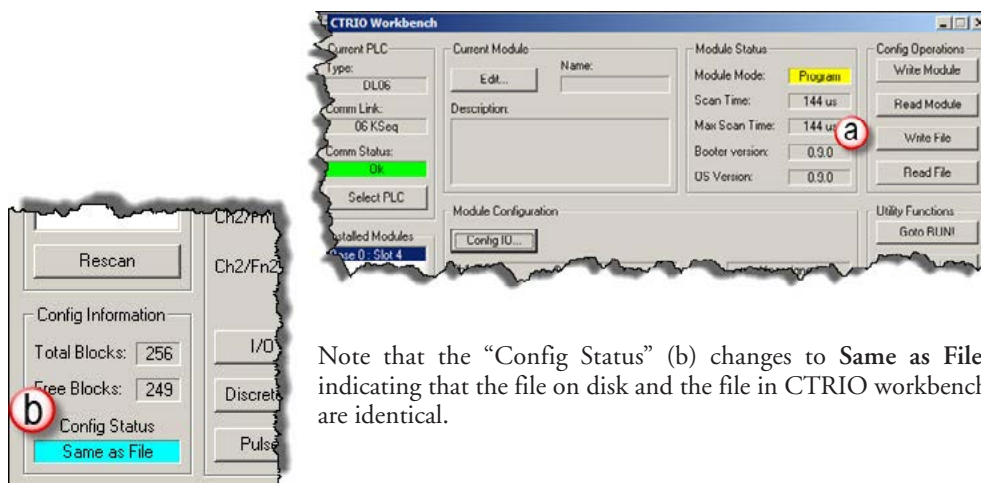 CTRIO Workbench
Current PLC
Type:
DL06
Comm Link:
06 KSeq
Comm Status:
Ok
Select PLC
Installed Modules
Base 0 : Slot 4
Current Module
Edit...
Name:
Description:
Module Status
Module Mode: Program
Scan Time: 144 us
Max Scan Time: 144 us
Booter version: 0.9.0
OS Version: 0.9.0
a
Config Operations
Write Module
Read Module
Write File
Read File
Module Configuration
Config IO...
Utility Functions
Goto RUN!
Rescan
Config Information
Total Blocks: 256
Free Blocks: 249
b
Config Status
Same as File
Ch2/Fn1
Ch2/Fn2
I/O
Discrete
Pulse
Note that the “Config Status” (b) changes to Same as File
indicating that the file on disk and the file in CTRIO workbench
are identical.